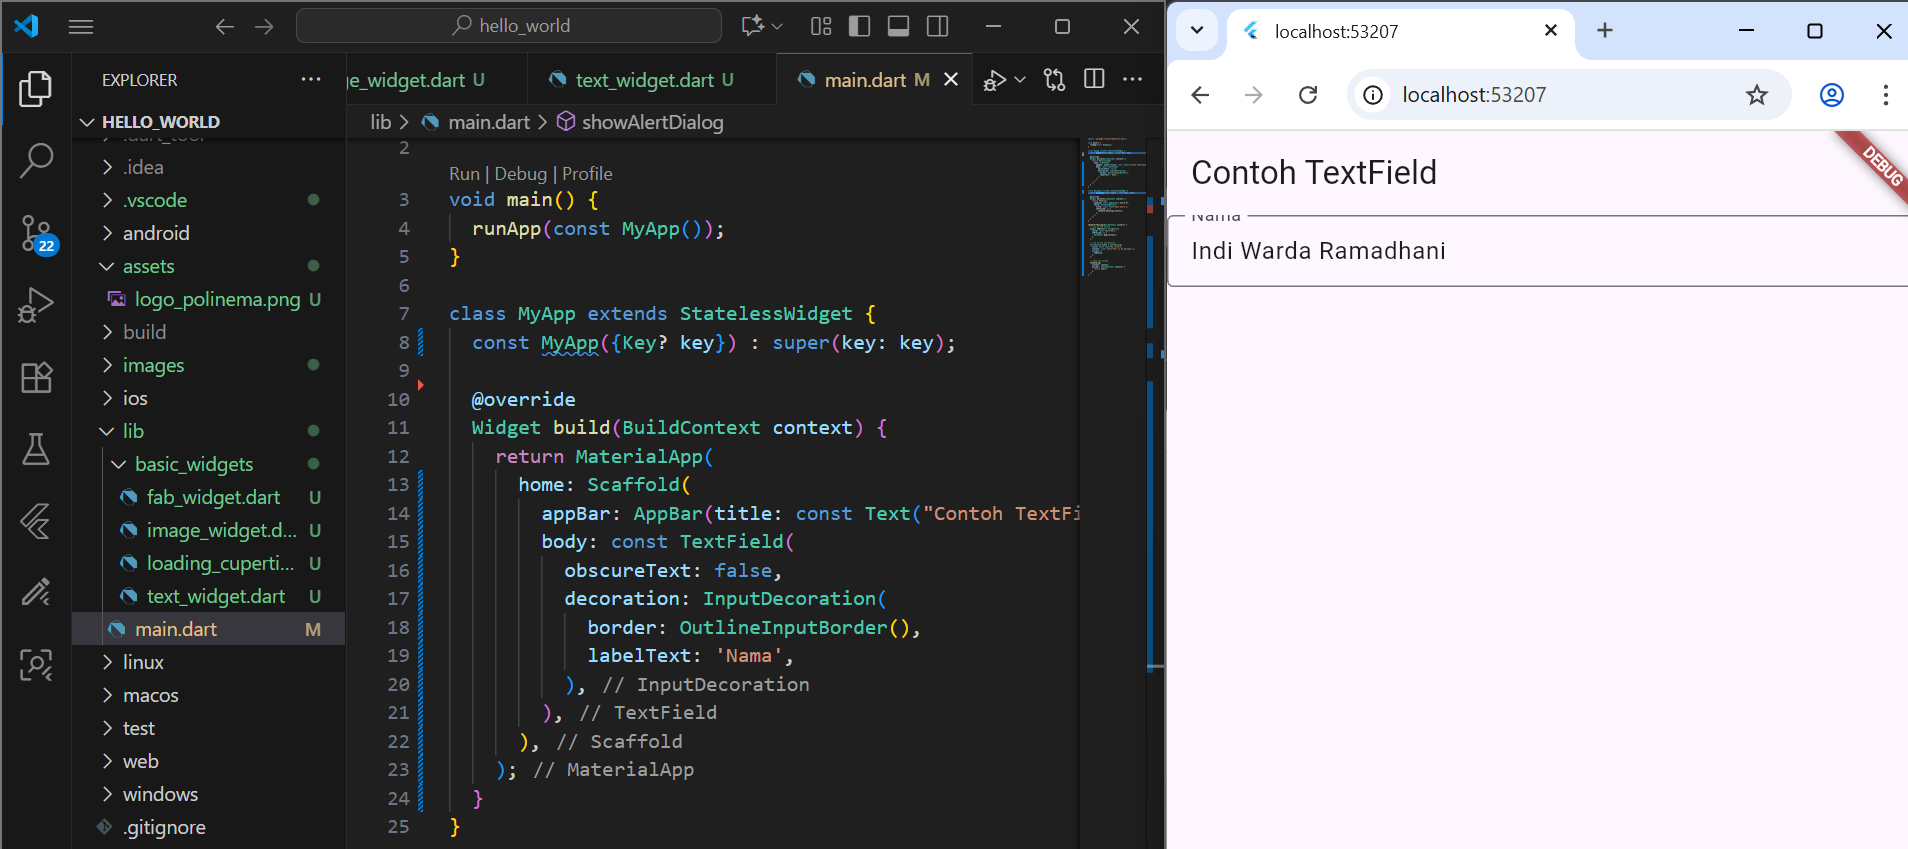 hello_world
EXPLORER
HELLO_WORLD
.dart_tool
.idea
.vscode
android
assets
logo_polinema.png U
build
images
ios
lib
basic_widgets
fab_widget.dart U
image_widget.d... U
loading_cuperti... U
text_widget.dart U
main.dart M
linux
macos
test
web
windows
.gitignore
22
ge_widget.dart U
text_widget.dart U
main.dart M
lib > main.dart > showAlertDialog
2
Run | Debug | Profile
3 void main() {
4 runApp(const MyApp());
5 }
6
7 class MyApp extends StatelessWidget {
8 const MyApp({Key? key}) : super(key: key);
9
10 @override
11 Widget build(BuildContext context) {
12 return MaterialApp(
13 home: Scaffold(
14 appBar: AppBar(title: const Text("Contoh TextFi
15 body: const TextField(
16 obscureText: false,
17 decoration: InputDecoration(
18 border: OutlineInputBorder(),
19 labelText: 'Nama',
20 ), // InputDecoration
21 ), // TextField
22 ), // Scaffold
23 ); // MaterialApp
24 }
25 }
localhost:53207
localhost:53207
DEBUG
Contoh TextField
Nama
Indi Warda Ramadhani